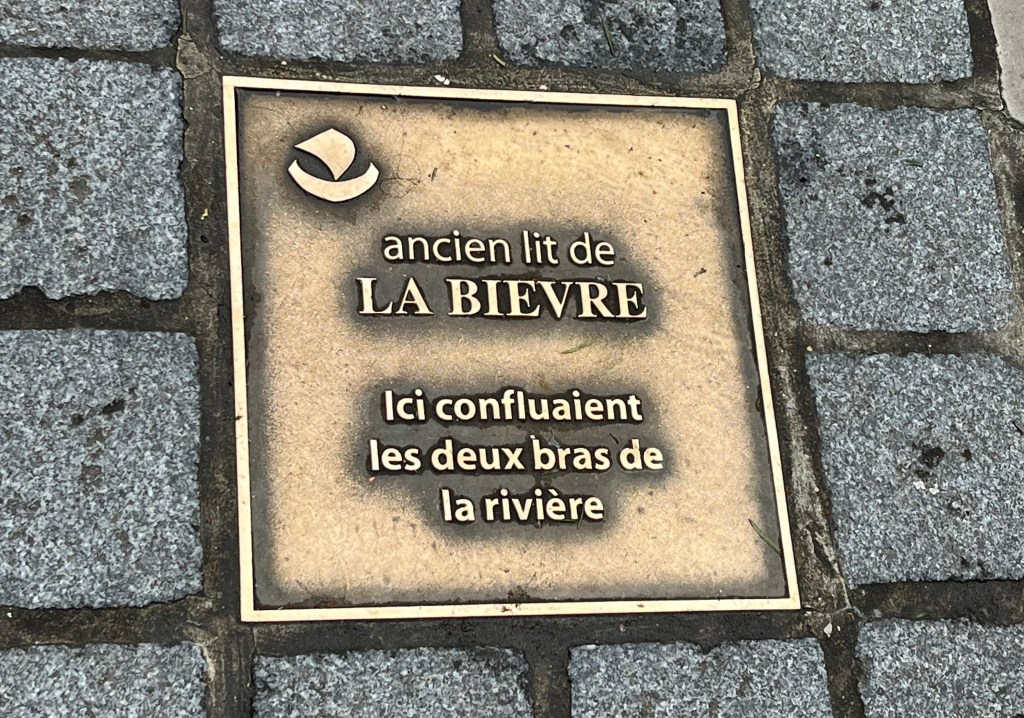 ancien lit de
LA BIEVRE
Ici confluaient
les deux bras de
la rivière